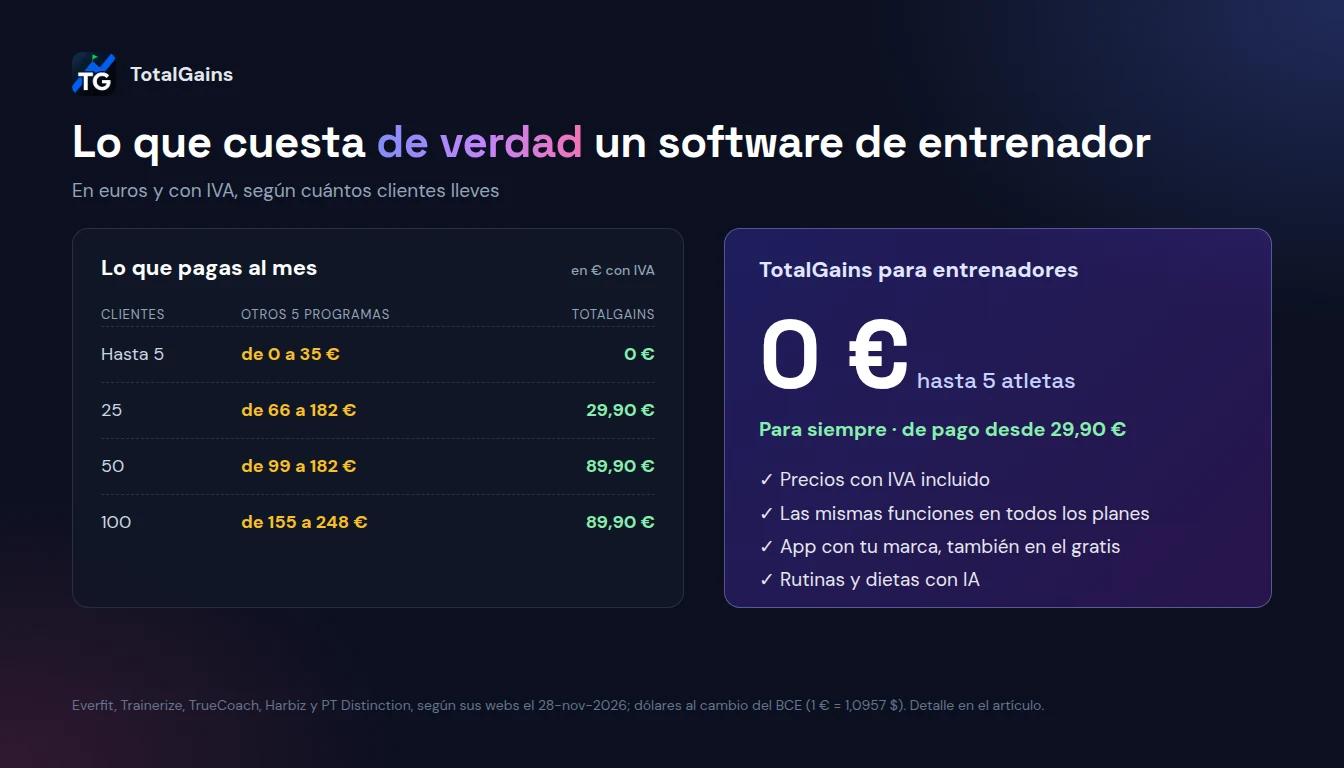 TG TotalGains
Lo que cuesta de verdad un software de entrenador
En euros y con IVA, según cuántos clientes lleves
Lo que pagas al mes en € con IVA
CLIENTES OTROS 5 PROGRAMAS TOTALGAINS
Hasta 5 de 0 a 35 € 0 €
25 de 66 a 182 € 29,90 €
50 de 99 a 182 € 89,90 €
100 de 155 a 248 € 89,90 €
TotalGains para entrenadores
0 € hasta 5 atletas
Para siempre · de pago desde 29,90 €
✓ Precios con IVA incluido
✓ Las mismas funciones en todos los planes
✓ App con tu marca, también en el gratis
✓ Rutinas y dietas con IA
Everfit, Trainerize, TrueCoach, Harbiz y PT Distinction, según sus webs el 28-nov-2026; dólares al cambio del BCE (1 € = 1,0957 $). Detalle en el artículo.